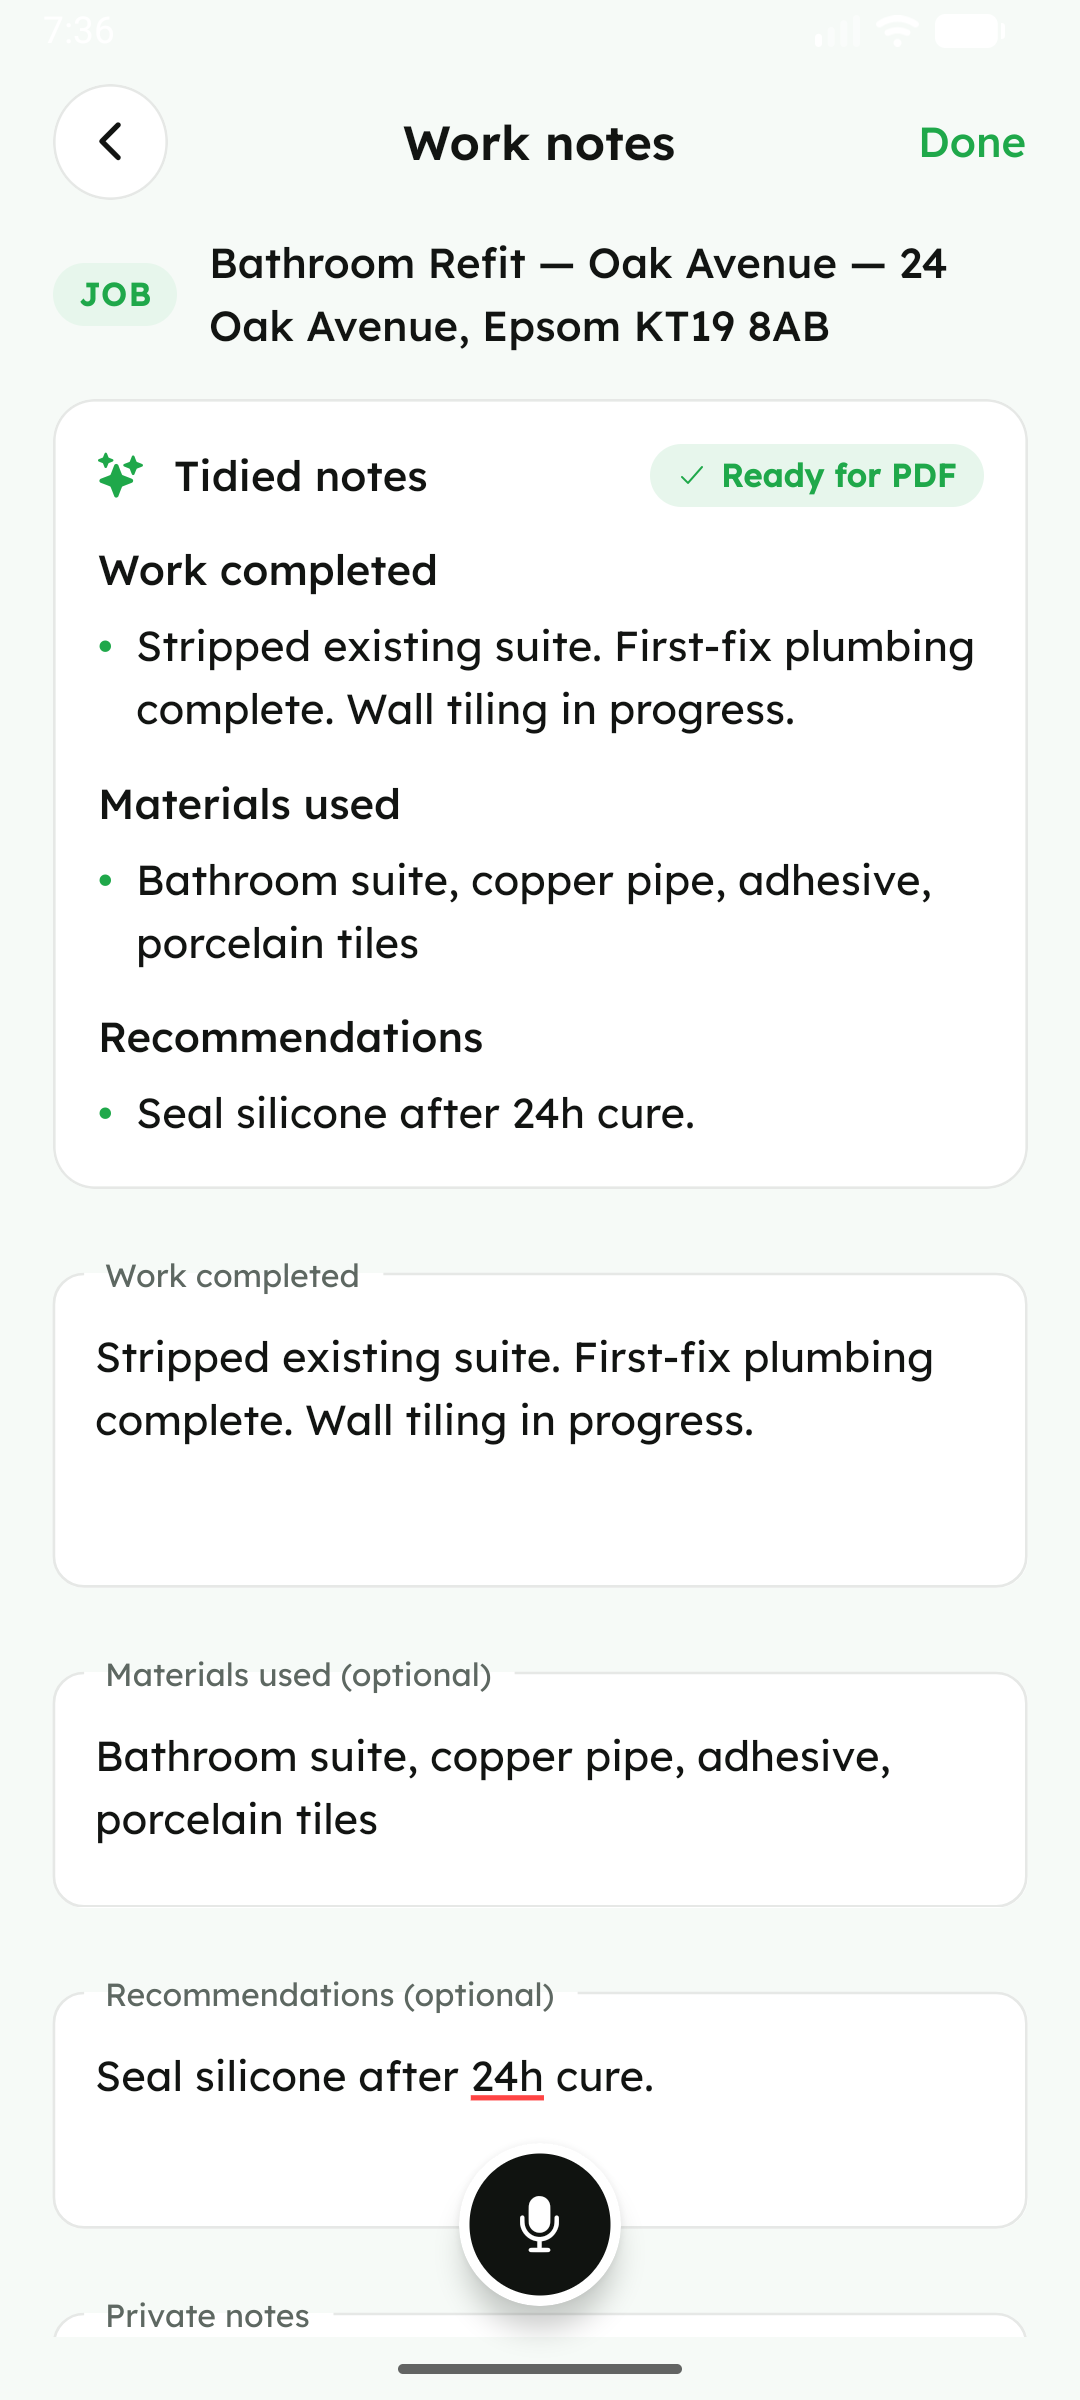 7:36
Work notes
Done
JOB
Bathroom Refit — Oak Avenue — 24
Oak Avenue, Epsom KT19 8AB
Tidied notes
Ready for PDF
Work completed
• Stripped existing suite. First-fix plumbing
complete. Wall tiling in progress.
Materials used
• Bathroom suite, copper pipe, adhesive,
porcelain tiles
Recommendations
• Seal silicone after 24h cure.
Work completed
Stripped existing suite. First-fix plumbing
complete. Wall tiling in progress.
Materials used (optional)
Bathroom suite, copper pipe, adhesive,
porcelain tiles
Recommendations (optional)
Seal silicone after 24h cure.
Private notes